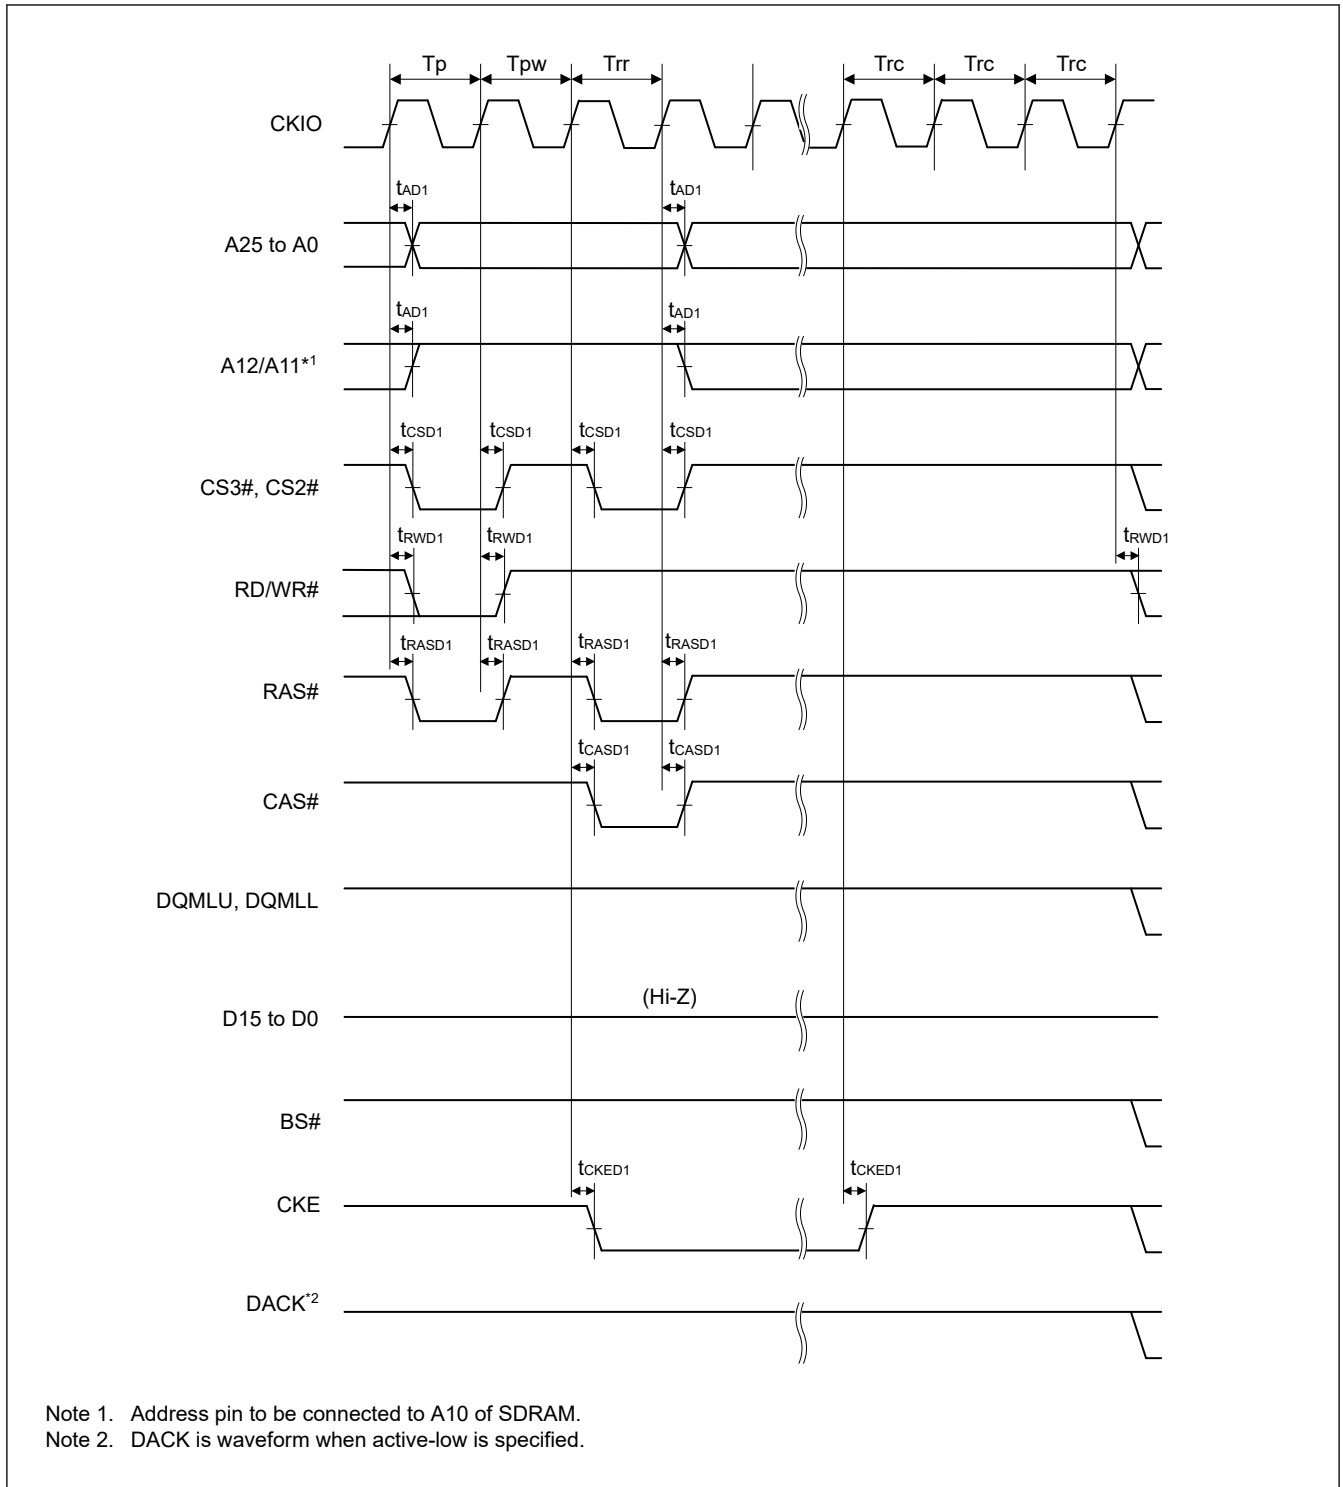 Tp Tpw Trr Trc Trc Trc
CKIO
tAD1 tAD1
A25 to A0
tAD1 tAD1
A12/A11*1
tCSD1 tCSD1 tCSD1 tCSD1
CS3#, CS2#
tRWD1 tRWD1 tRWD1
RD/WR#
tRASD1 tRASD1 tRASD1 tRASD1
RAS#
tCASD1 tCASD1
CAS#
DQMLU, DQMLL
(Hi-Z)
D15 to D0
BS#
tCKED1 tCKED1
CKE
DACK*2
Note 1. Address pin to be connected to A10 of SDRAM.
Note 2. DACK is waveform when active-low is specified.